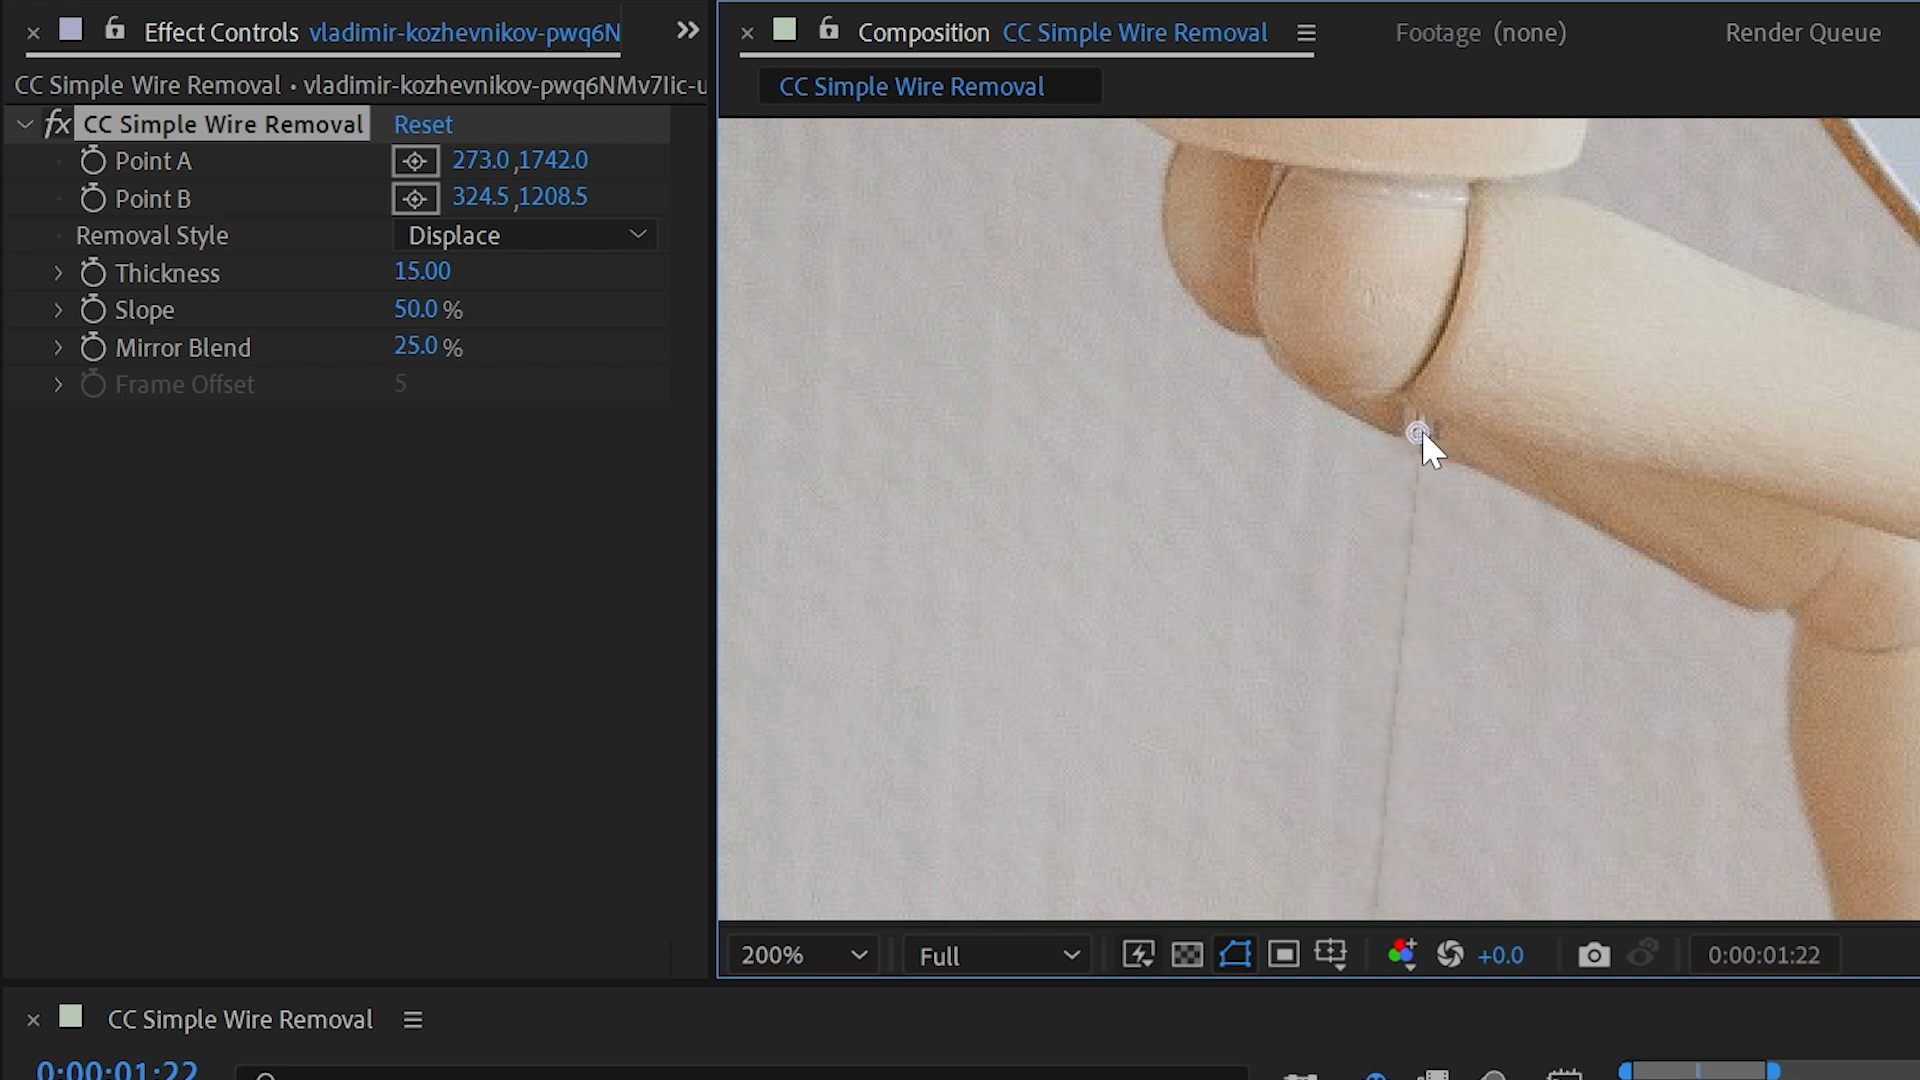 Effect Controls vladimir-kozhevnikov-pwq6N
CC Simple Wire Removal • vladimir-kozhevnikov-pwq6NMv7Iic-u
fx CC Simple Wire Removal Reset
Point A 273.0 ,1742.0
Point B 324.5 ,1208.5
Removal Style Displace
Thickness 15.00
Slope 50.0 %
Mirror Blend 25.0 %
Frame Offset 5
Composition CC Simple Wire Removal
Footage (none)
Render Queue
CC Simple Wire Removal
200% Full +0.0 0:00:01:22
CC Simple Wire Removal
0:00:01:22